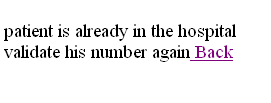 patient is already in the hospital
validate his number again Back